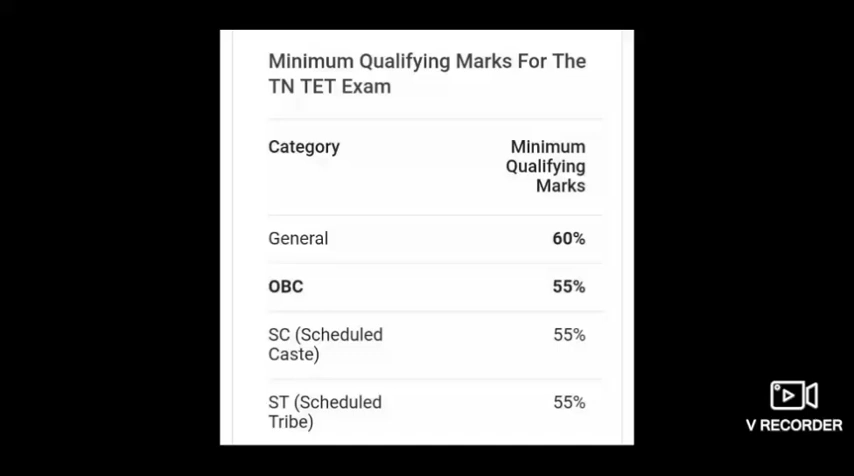 Minimum Qualifying Marks For The
TN TET Exam
Category
Minimum
Qualifying
Marks
General 60%
OBC 55%
SC (Scheduled 55%
Caste)
ST (Scheduled 55%
Tribe)
V RECORDER